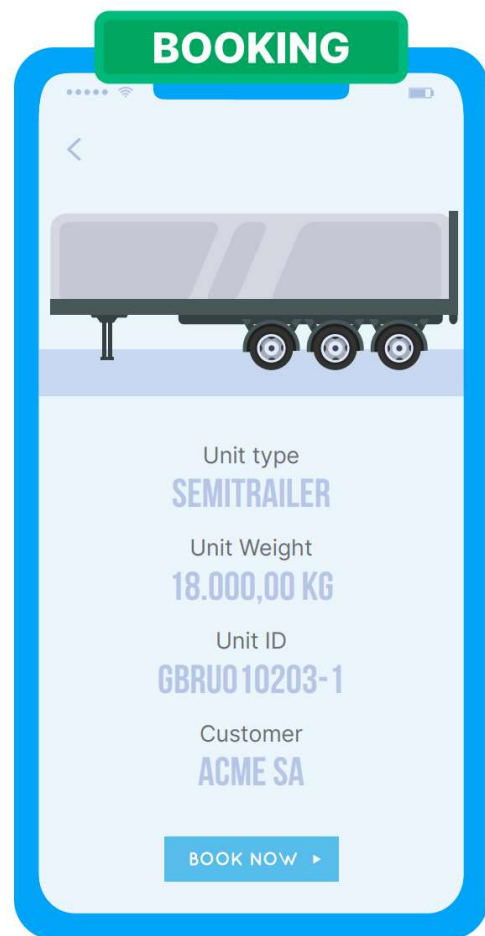 BOOKING
Unit type
SEMITRAILER
Unit Weight
18.000,00 KG
Unit ID
GBRU010203-1
Customer
ACME SA
BOOK NOW